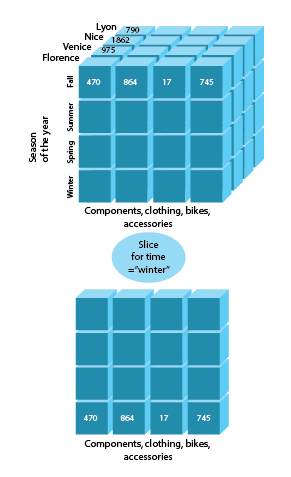 Lyon 790
Nice 1862
Venice 975
Florence
Season
of the year
Fall 470 864 17 745
Summer
Spring
Winter
Components, clothing, bikes,
accessories
Slice
for time
="winter"
470 864 17 745
Components, clothing, bikes,
accessories